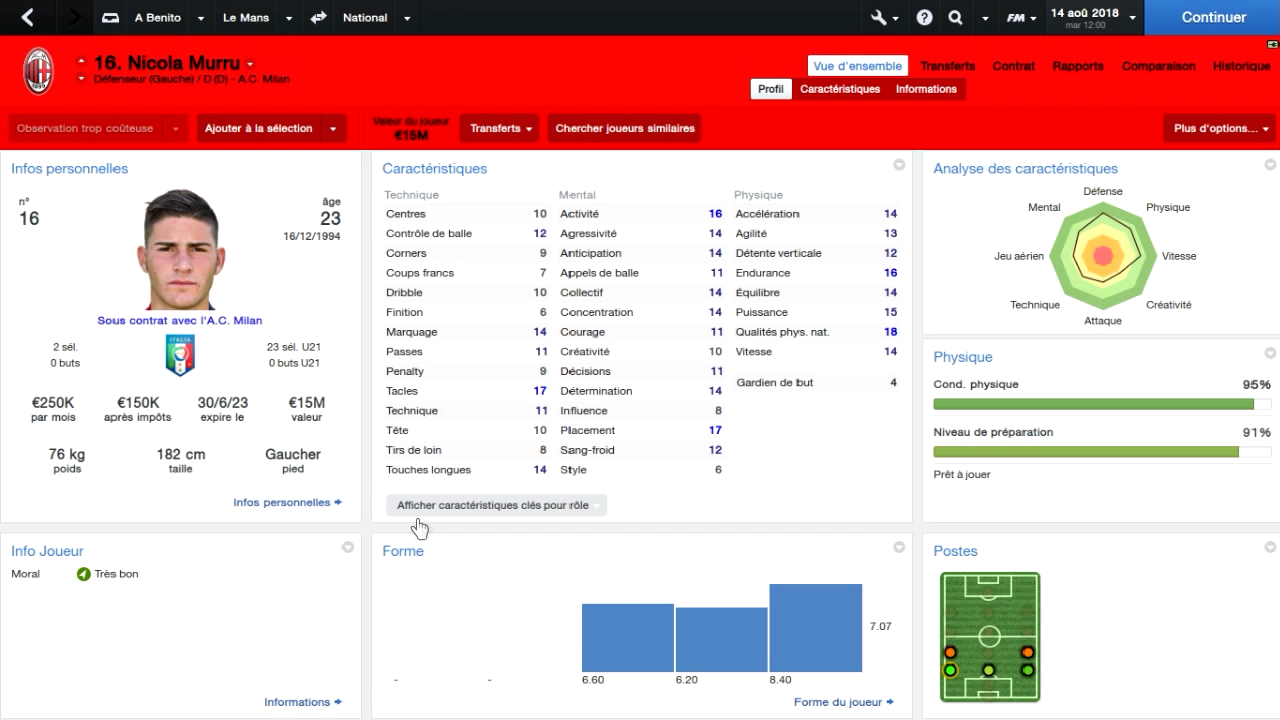 A Benito
Le Mans
National
FM
14 aoû 2018
mar 12:00
Continuer
16. Nicola Murru
Défenseur (Gauche) / D (D) - A.C. Milan
Vue d'ensemble
Transferts
Contrat
Rapports
Comparaison
Historique
Profil
Caractéristiques
Informations
Observation trop coûteuse
Ajouter à la sélection
Valeur du joueur
€15M
Transferts
Chercher joueurs similaires
Plus d'options...
Infos personnelles
n°
16
âge
23
16/12/1994
Sous contrat avec l'A.C. Milan
2 sél.
0 buts
ITALIA
23 sél. U21
0 buts U21
€250K
par mois
€150K
après impôts
30/6/23
expire le
€15M
valeur
76 kg
poids
182 cm
taille
Gaucher
pied
Infos personnelles
Caractéristiques
Technique
Centres 10
Contrôle de balle 12
Corners 9
Coups francs 7
Dribble 10
Finition 6
Marquage 14
Passes 11
Penalty 9
Tacles 17
Technique 11
Tête 10
Tirs de loin 8
Touches longues 14
Mental
Activité 16
Agressivité 14
Anticipation 14
Appels de balle 11
Collectif 14
Concentration 14
Courage 11
Créativité 10
Décisions 11
Détermination 14
Influence 8
Placement 17
Sang-froid 12
Style 6
Physique
Accélération 14
Agilité 13
Détente verticale 12
Endurance 16
Équilibre 14
Puissance 15
Qualités phys. nat. 18
Vitesse 14
Gardien de but 4
Afficher caractéristiques clés pour rôle
Analyse des caractéristiques
Défense
Mental
Physique
Jeu aérien
Vitesse
Technique
Créativité
Attaque
Physique
Cond. physique 95%
Niveau de préparation 91%
Prêt à jouer
Info Joueur
Moral Très bon
Informations
Forme
7.07
- - 6.60 6.20 8.40
Forme du joueur
Postes